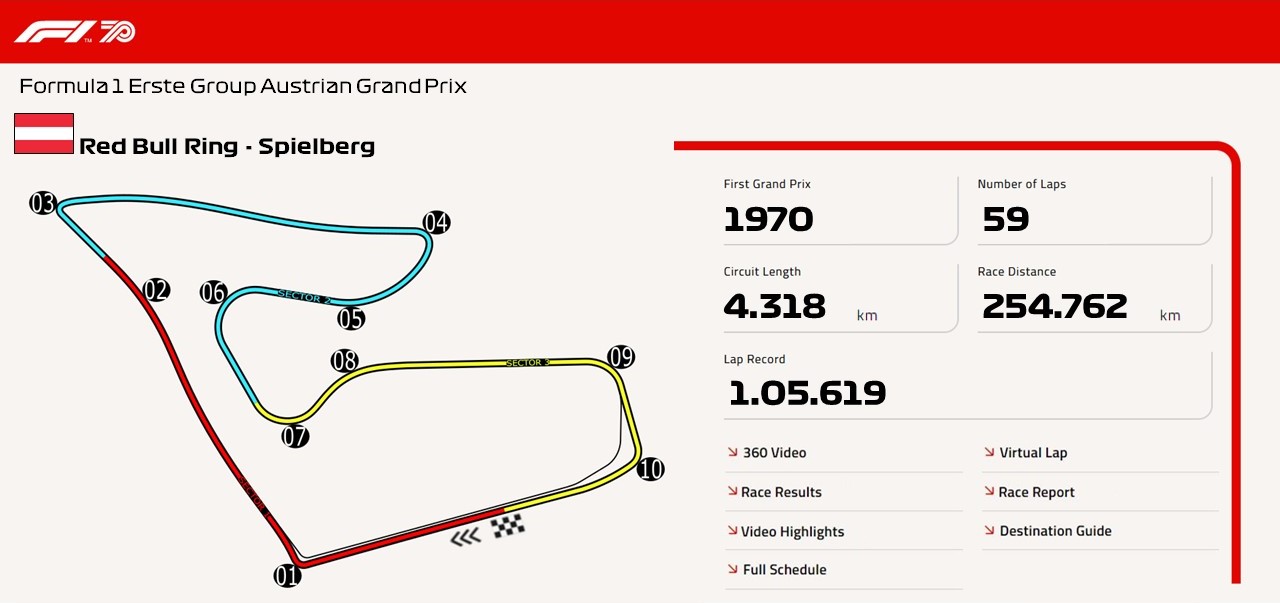 F1™ 70
Formula 1 Erste Group Austrian Grand Prix
Red Bull Ring - Spielberg
03
04
02
06
SECTOR 2
05
08
SECTOR 3
09
07
10
SECTOR 1
01
First Grand Prix
1970
Number of Laps
59
Circuit Length
4.318 km
Race Distance
254.762 km
Lap Record
1.05.619
360 Video
Virtual Lap
Race Results
Race Report
Video Highlights
Destination Guide
Full Schedule